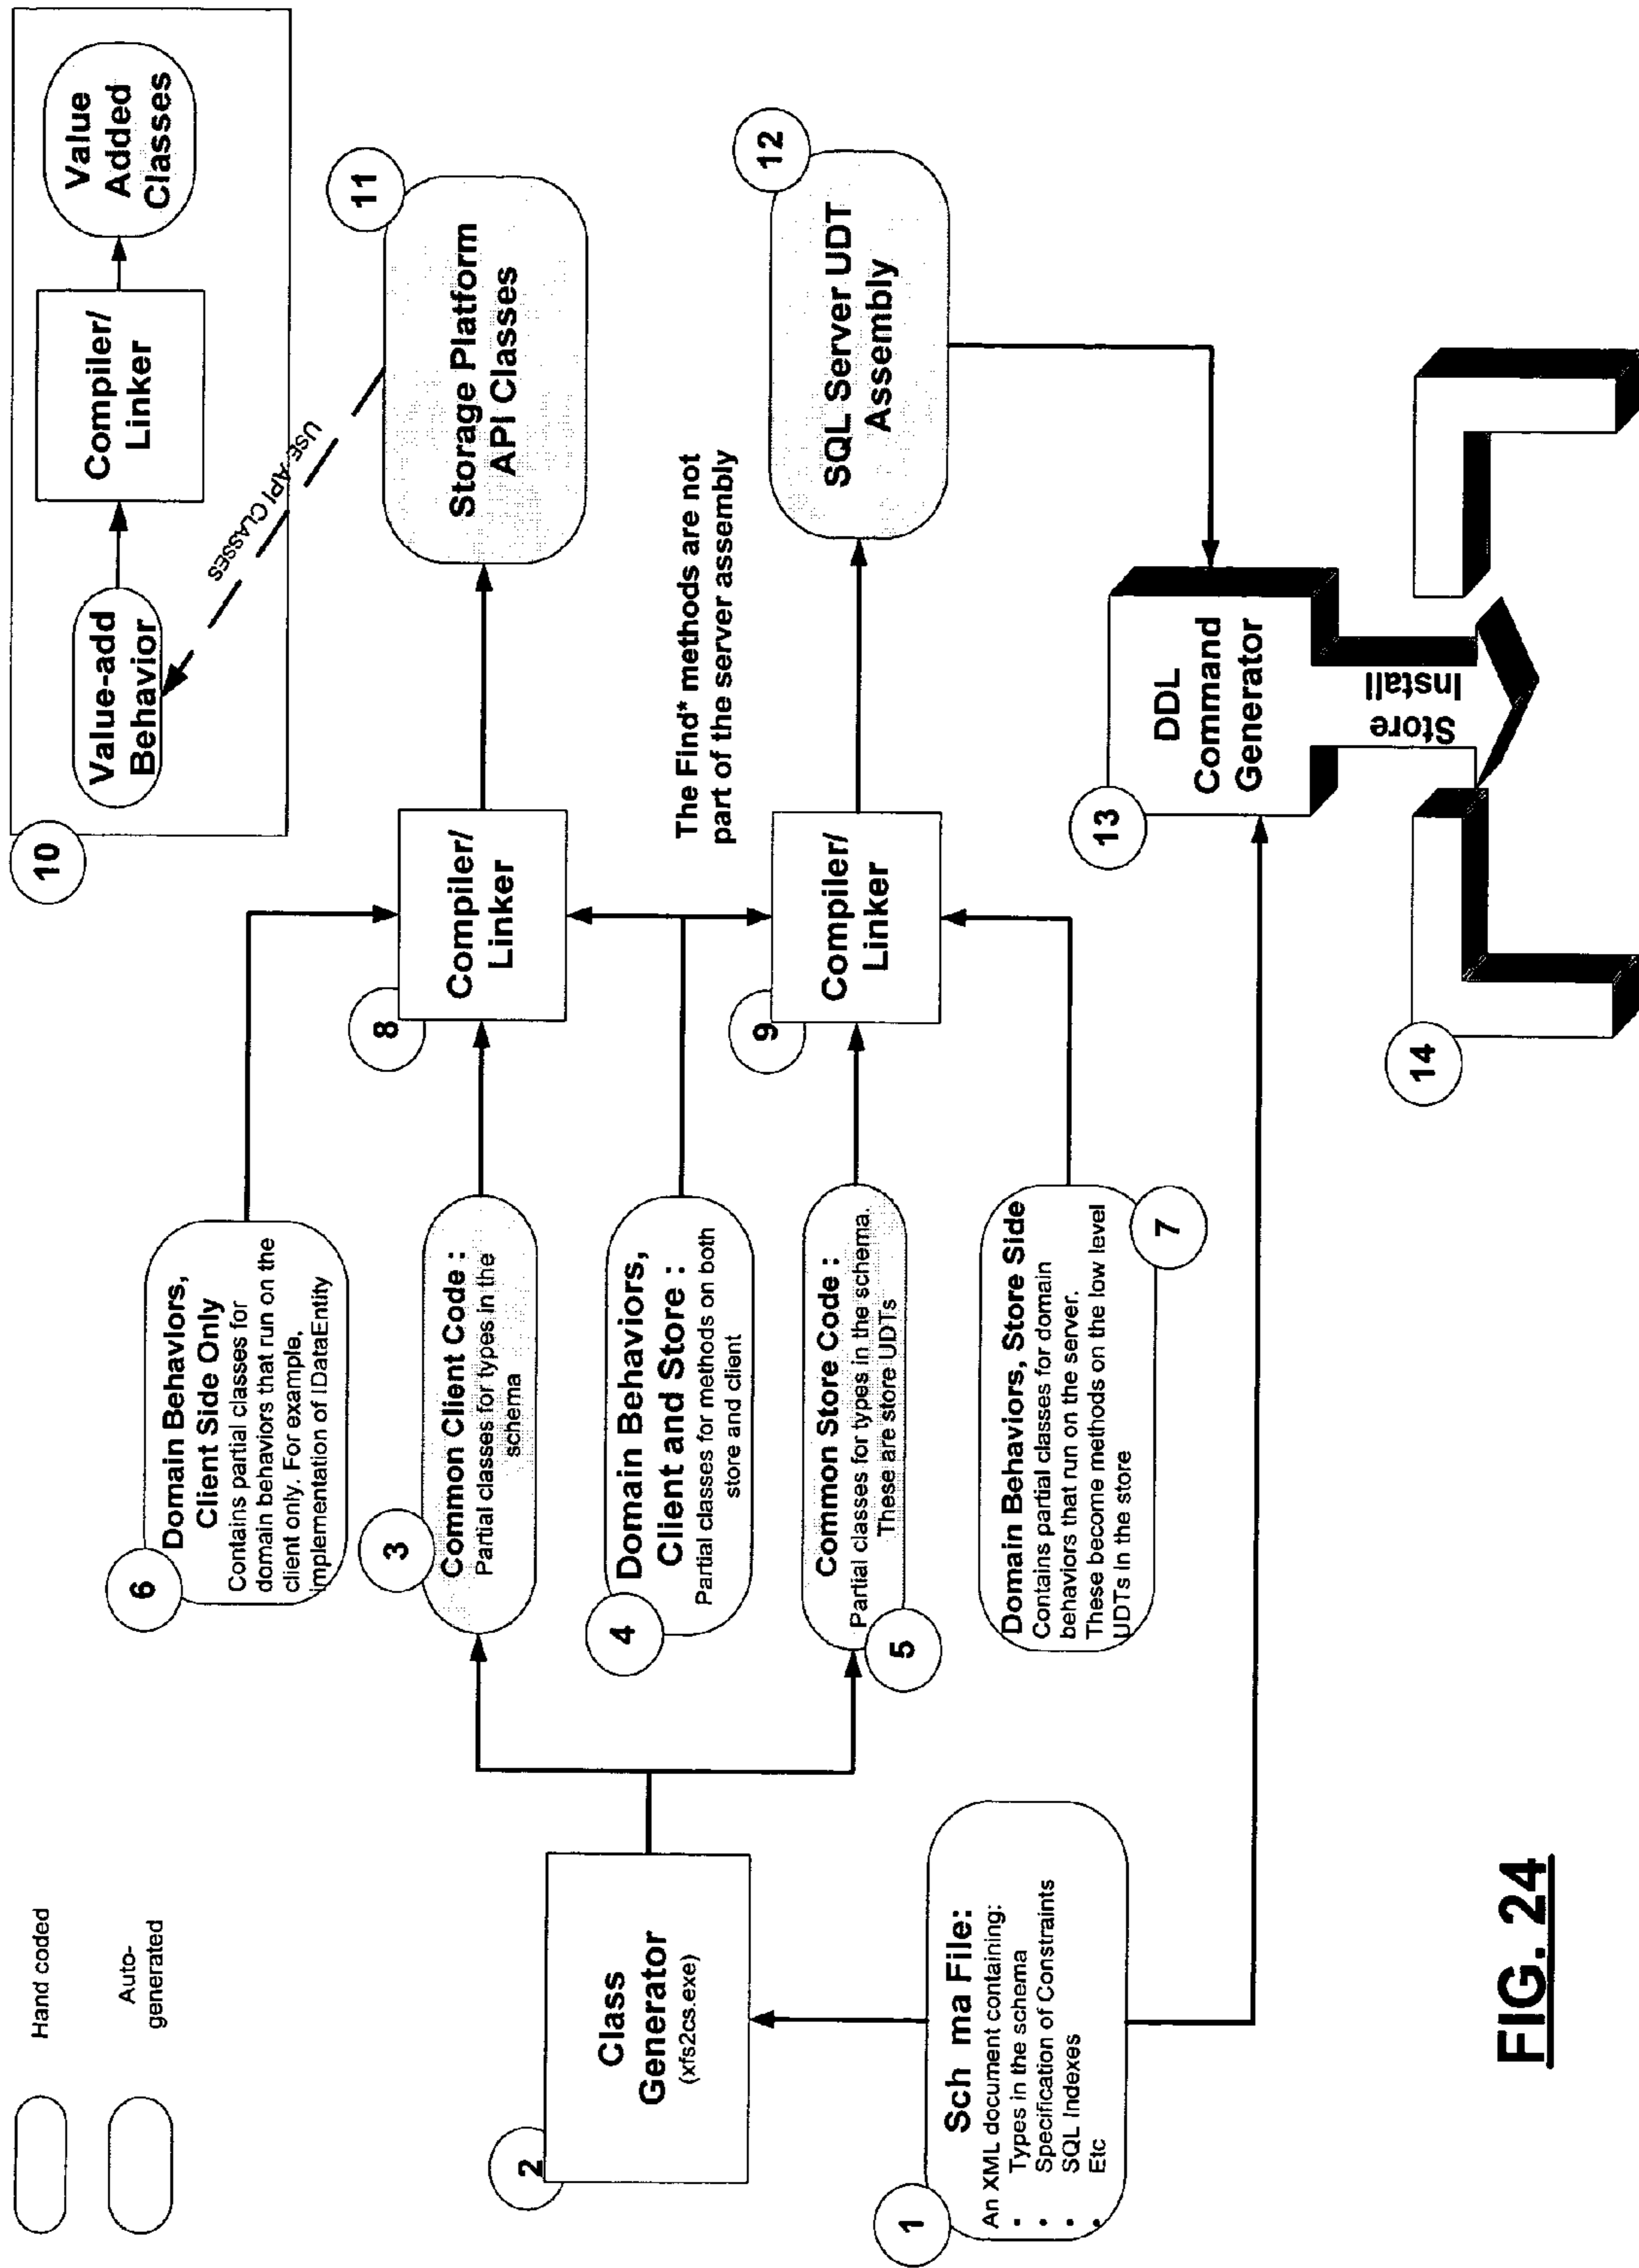 Hand coded
Auto-
generated
10
Value-add
Behavior
Compiler/
Linker
Value
Added
Classes
USE API CLASSES
6
Domain Behaviors,
Client Side Only
Contains partial classes for
domain behaviors that run on the
client only. For example,
implementation of IDataEntity
3
Common Client Code :
Partial classes for types in the
schema
8
Compiler/
Linker
11
Storage Platform
API Classes
2
Class
Generator
(xfs2cs.exe)
4
Domain Behaviors,
Client and Store :
Partial classes for methods on both
store and client
The Find* methods are not
part of the server assembly
5
Common Store Code :
Partial classes for types in the schema.
These are store UDTs
9
Compiler/
Linker
12
SQL Server UDT
Assembly
1
Sch ma File:
An XML document containing:
• Types in the schema
• Specification of Constraints
• SQL Indexes
• Etc
7
Domain Behaviors, Store Side
Contains partial classes for domain
behaviors that run on the server.
These become methods on the low level
UDTs in the store
13
DDL
Command
Generator
Store
Install
14
FIG. 24